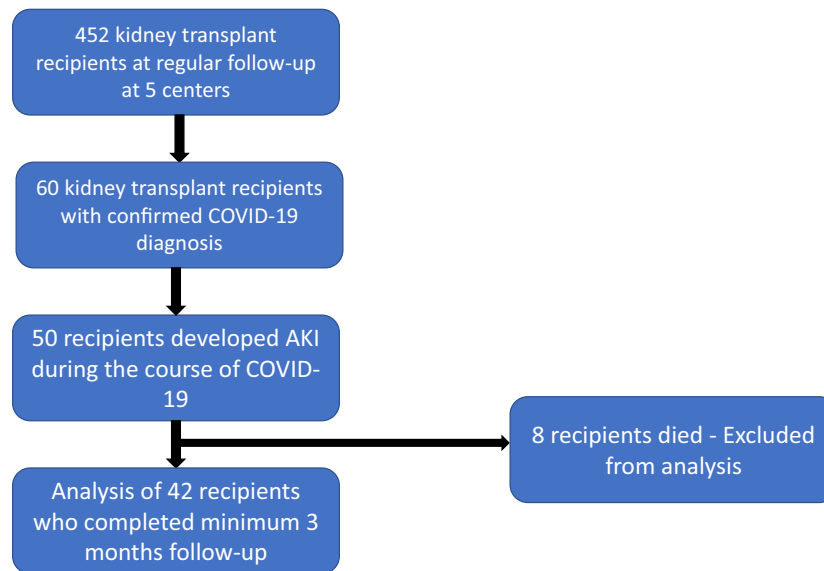 452 kidney transplant
recipients at regular follow-up
at 5 centers
60 kidney transplant recipients
with confirmed COVID-19
diagnosis
50 recipients developed AKI
during the course of COVID-
19
8 recipients died - Excluded
from analysis
Analysis of 42 recipients
who completed minimum 3
months follow-up